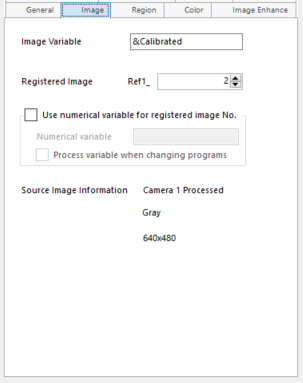 General Image Region Color Image Enhance
Image Variable &Calibrated
Registered Image Ref1_ 2
Use numerical variable for registered image No.
Numerical variable
Process variable when changing programs
Source Image Information Camera 1 Processed
Gray
640x480